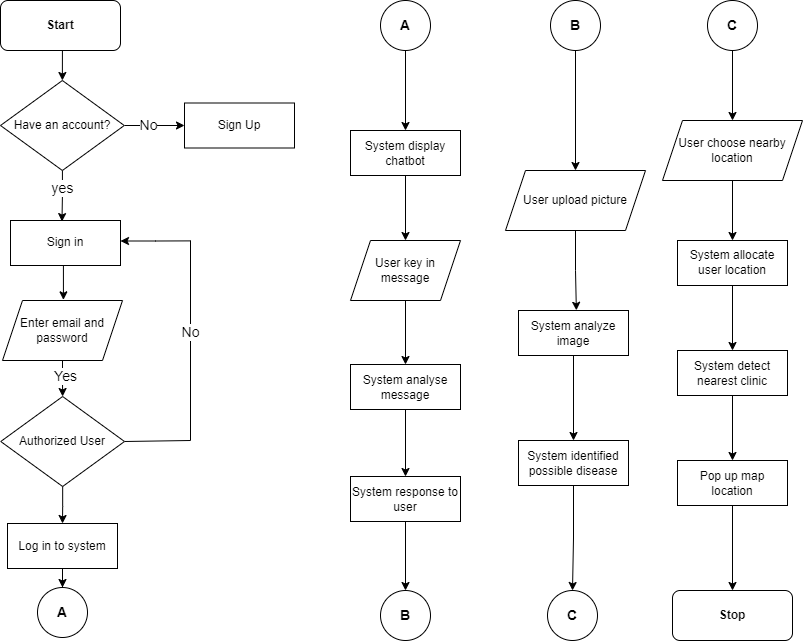 Start
Have an account?
No
Sign Up
yes
Sign in
No
Enter email and
password
Yes
Authorized User
Log in to system
A
A
System display
chatbot
User key in
message
System analyse
message
System response to
user
B
B
User upload picture
System analyze
image
System identified
possible disease
C
C
User choose nearby
location
System allocate
user location
System detect
nearest clinic
Pop up map
location
Stop